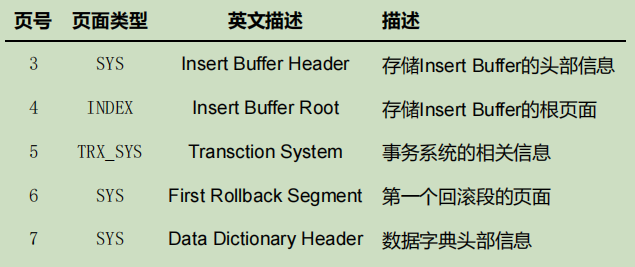 页号 页面类型 英文描述 描述
3 SYS Insert Buffer Header 存储Insert Buffer的头部信息
4 INDEX Insert Buffer Root 存储Insert Buffer的根页面
5 TRX_SYS Transction System 事务系统的相关信息
6 SYS First Rollback Segment 第一个回滚段的页面
7 SYS Data Dictionary Header 数据字典头部信息